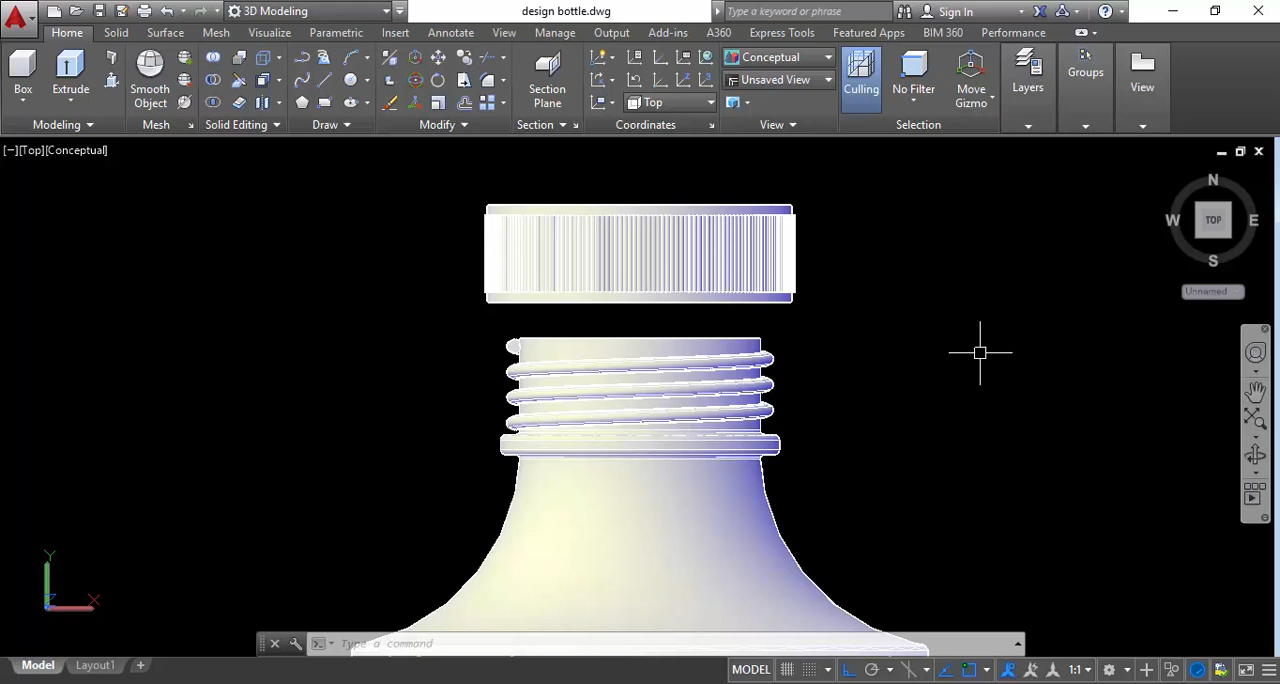 3D Modeling
design bottle.dwg
Type a keyword or phrase
Sign In
Home Solid Surface Mesh Visualize Parametric Insert Annotate View Manage Output Add-ins A360 Express Tools Featured Apps BIM 360 Performance
Box
Extrude
Smooth
Object
Section
Plane
Top
Conceptual
Unsaved View
Culling
No Filter
Move
Gizmo
Layers
Groups
View
Modeling
Mesh
Solid Editing
Draw
Modify
Section
Coordinates
View
Selection
[−][Top][Conceptual]
N
W TOP E
S
Unnamed
Y
X
Type a command
Model Layout1 +
MODEL 1:1